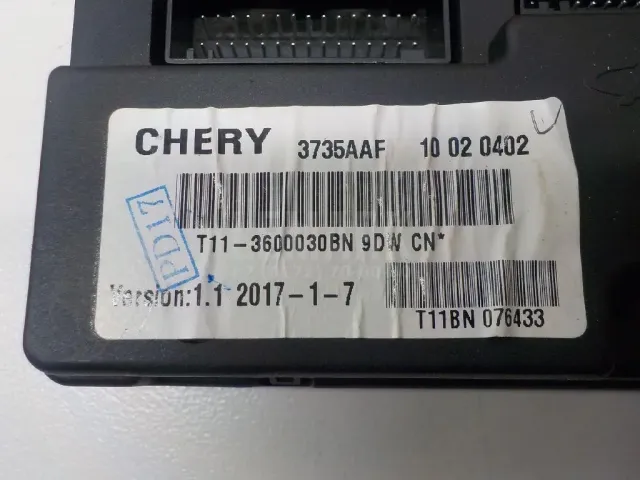 CHERY 3735AAF 10 02 0402
T11-3600030BN 9DW CN*
PD17
Version:1.1 2017-1-7
T11BN 076433